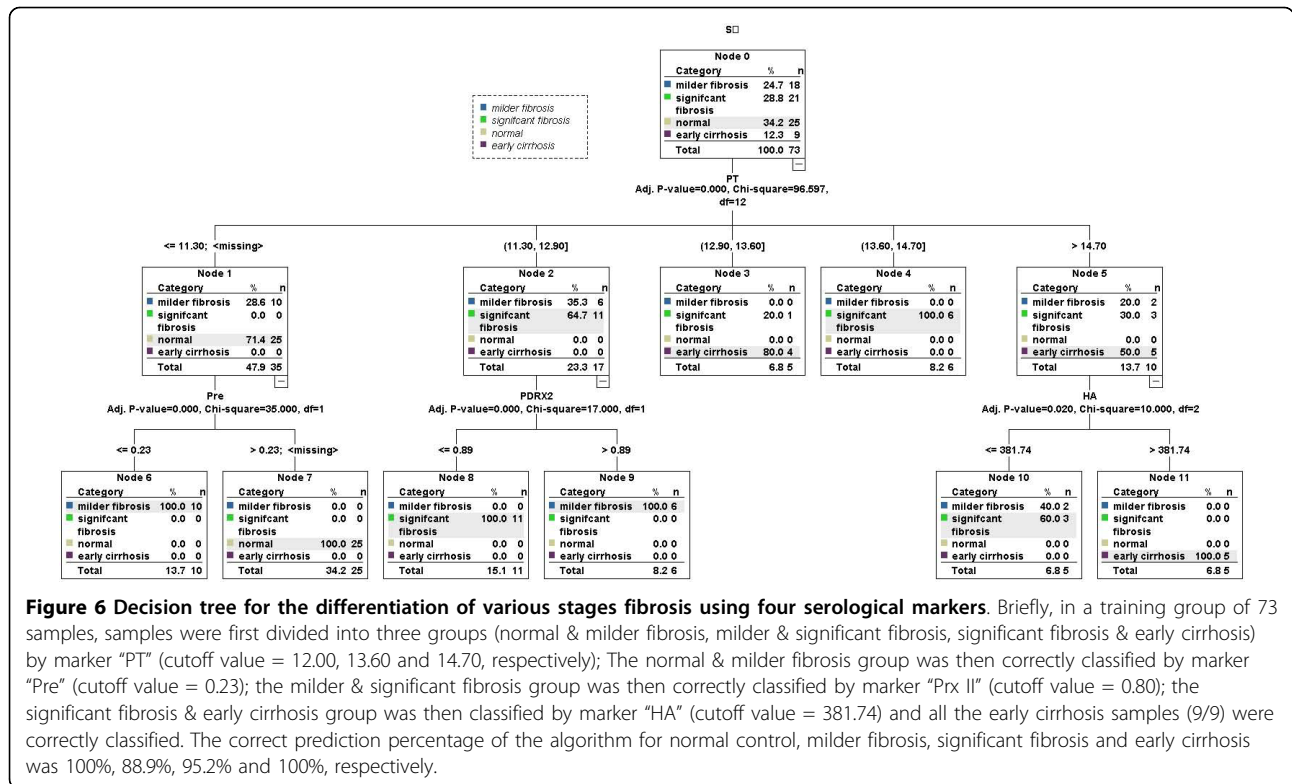 S□
Node 0
Category % n
milder fibrosis 24.7 18
signifcant 28.8 21
fibrosis
normal 34.2 25
early cirrhosis 12.3 9
Total 100.0 73
milder fibrosis
signifcant fibrosis
normal
early cirrhosis
PT
Adj. P-value=0.000, Chi-square=96.597,
df=12
<= 11.30; <missing>
(11.30, 12.90]
(12.90, 13.60]
(13.60, 14.70]
> 14.70
Node 1
Category % n
milder fibrosis 28.6 10
signifcant 0.0 0
fibrosis
normal 71.4 25
early cirrhosis 0.0 0
Total 47.9 35
Node 2
Category % n
milder fibrosis 35.3 6
signifcant 64.7 11
fibrosis
normal 0.0 0
early cirrhosis 0.0 0
Total 23.3 17
Node 3
Category % n
milder fibrosis 0.0 0
signifcant 20.0 1
fibrosis
normal 0.0 0
early cirrhosis 80.0 4
Total 6.8 5
Node 4
Category % n
milder fibrosis 0.0 0
signifcant 100.0 6
fibrosis
normal 0.0 0
early cirrhosis 0.0 0
Total 8.2 6
Node 5
Category % n
milder fibrosis 20.0 2
signifcant 30.0 3
fibrosis
normal 0.0 0
early cirrhosis 50.0 5
Total 13.7 10
Pre
Adj. P-value=0.000, Chi-square=35.000, df=1
PDRX2
Adj. P-value=0.000, Chi-square=17.000, df=1
HA
Adj. P-value=0.020, Chi-square=10.000, df=2
<= 0.23
> 0.23; <missing>
<= 0.89
> 0.89
<= 381.74
> 381.74
Node 6
Category % n
milder fibrosis 100.0 10
signifcant 0.0 0
fibrosis
normal 0.0 0
early cirrhosis 0.0 0
Total 13.7 10
Node 7
Category % n
milder fibrosis 0.0 0
signifcant 0.0 0
fibrosis
normal 100.0 25
early cirrhosis 0.0 0
Total 34.2 25
Node 8
Category % n
milder fibrosis 0.0 0
signifcant 100.0 11
fibrosis
normal 0.0 0
early cirrhosis 0.0 0
Total 15.1 11
Node 9
Category % n
milder fibrosis 100.0 6
signifcant 0.0 0
fibrosis
normal 0.0 0
early cirrhosis 0.0 0
Total 8.2 6
Node 10
Category % n
milder fibrosis 40.0 2
signifcant 60.0 3
fibrosis
normal 0.0 0
early cirrhosis 0.0 0
Total 6.8 5
Node 11
Category % n
milder fibrosis 0.0 0
signifcant 0.0 0
fibrosis
normal 0.0 0
early cirrhosis 100.0 5
Total 6.8 5
Figure 6 Decision tree for the differentiation of various stages fibrosis using four serological markers. Briefly, in a training group of 73
samples, samples were first divided into three groups (normal & milder fibrosis, milder & significant fibrosis, significant fibrosis & early cirrhosis)
by marker “PT” (cutoff value = 12.00, 13.60 and 14.70, respectively); The normal & milder fibrosis group was then correctly classified by marker
“Pre” (cutoff value = 0.23); the milder & significant fibrosis group was then correctly classified by marker “Prx II” (cutoff value = 0.80); the
significant fibrosis & early cirrhosis group was then classified by marker “HA” (cutoff value = 381.74) and all the early cirrhosis samples (9/9) were
correctly classified. The correct prediction percentage of the algorithm for normal control, milder fibrosis, significant fibrosis and early cirrhosis
was 100%, 88.9%, 95.2% and 100%, respectively.